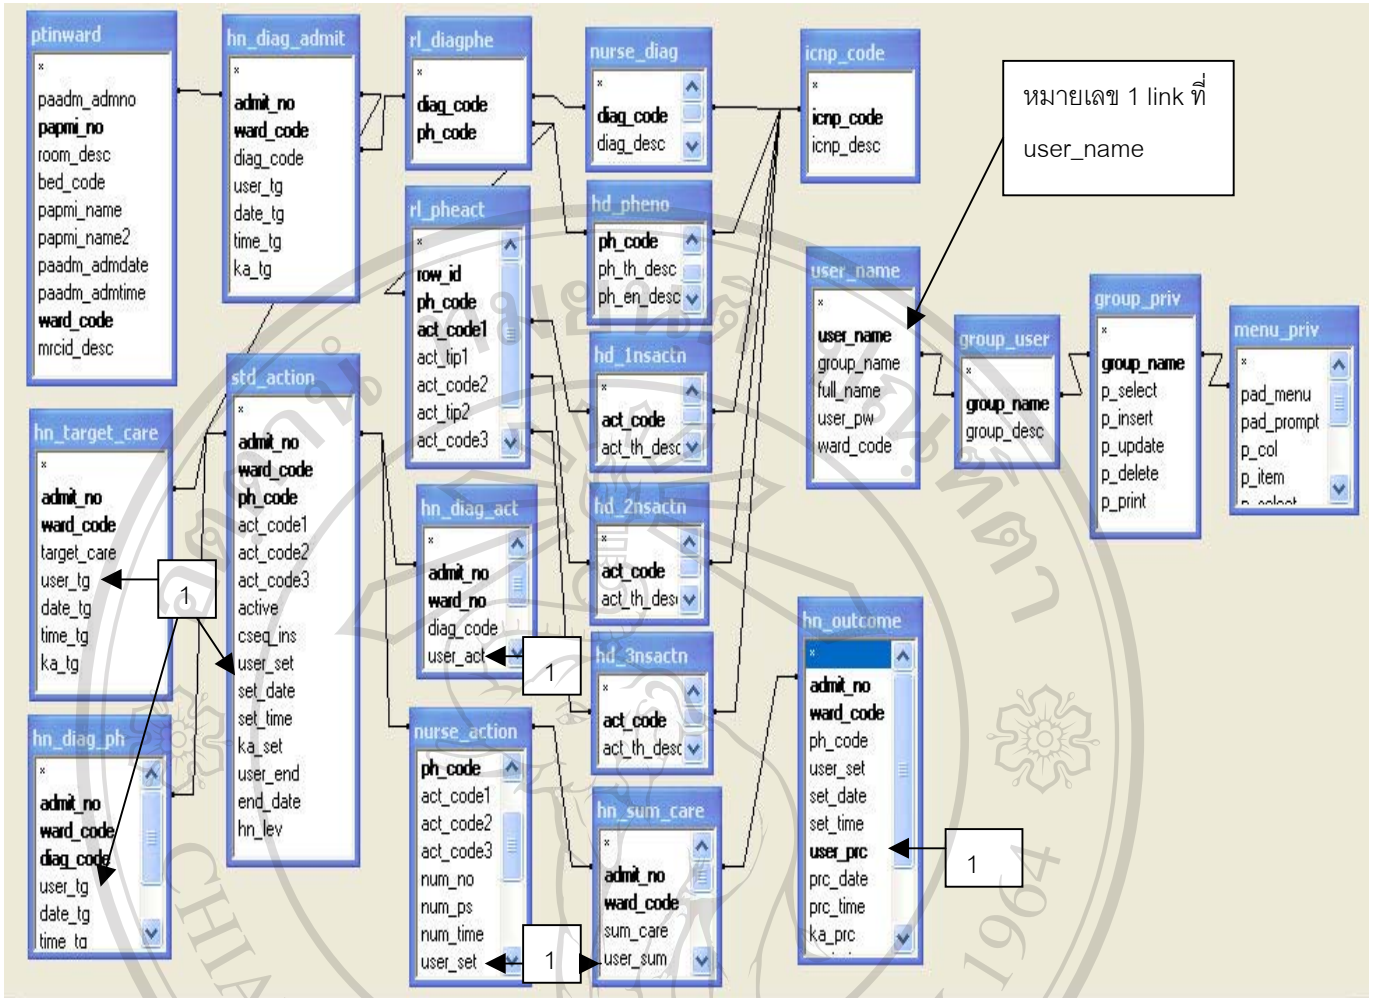 ptinward
*
paadm_admno
papmi_no
room_desc
bed_code
papmi_name
papmi_name2
paadm_admdate
paadm_admtime
ward_code
mrcid_desc
hn_diag_admit
*
admit_no
ward_code
diag_code
user_tg
date_tg
time_tg
ka_tg
rl_diagphe
*
diag_code
ph_code
nurse_diag
*
diag_code
diag_desc
icnp_code
*
icnp_code
icnp_desc
หมายเลข 1 link ที่
user_name
rl_pheact
*
row_id
ph_code
act_code1
act_tip1
act_code2
act_tip2
act_code3
hd_pheno
ph_code
ph_th_desc
ph_en_desc
user_name
*
user_name
group_name
full_name
user_pw
ward_code
group_user
*
group_name
group_desc
group_priv
*
group_name
p_select
p_insert
p_update
p_delete
p_print
menu_priv
*
pad_menu
pad_prompt
p_col
p_item
p_select
hn_target_care
*
admit_no
ward_code
target_care
user_tg
date_tg
time_tg
ka_tg
1
std_action
*
admit_no
ward_code
ph_code
act_code1
act_code2
act_code3
active
cseq_ins
user_set
set_date
set_time
ka_set
user_end
end_date
hn_lev
hd_1nsactn
*
act_code
act_th_desc
hn_diag_act
*
admit_no
ward_no
diag_code
user_act
1
hd_2nsactn
*
act_code
act_th_des
hd_3nsactn
*
act_code
act_th_desc
hn_outcome
*
admit_no
ward_code
ph_code
user_set
set_date
set_time
user_prc
prc_date
prc_time
ka_prc
1
hn_diag_ph
*
admit_no
ward_code
diag_code
user_tg
date_tg
time_tg
nurse_action
ph_code
act_code1
act_code2
act_code3
num_no
num_ps
num_time
user_set
1
hn_sum_care
*
admit_no
ward_code
sum_care
user_sum
1964